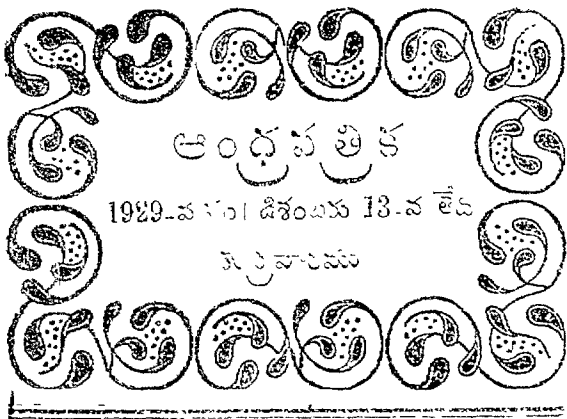 ఆంధ్రపత్రిక
1929-వ సం| డిశంబరు 13-వ తేది
శుక్రవారము